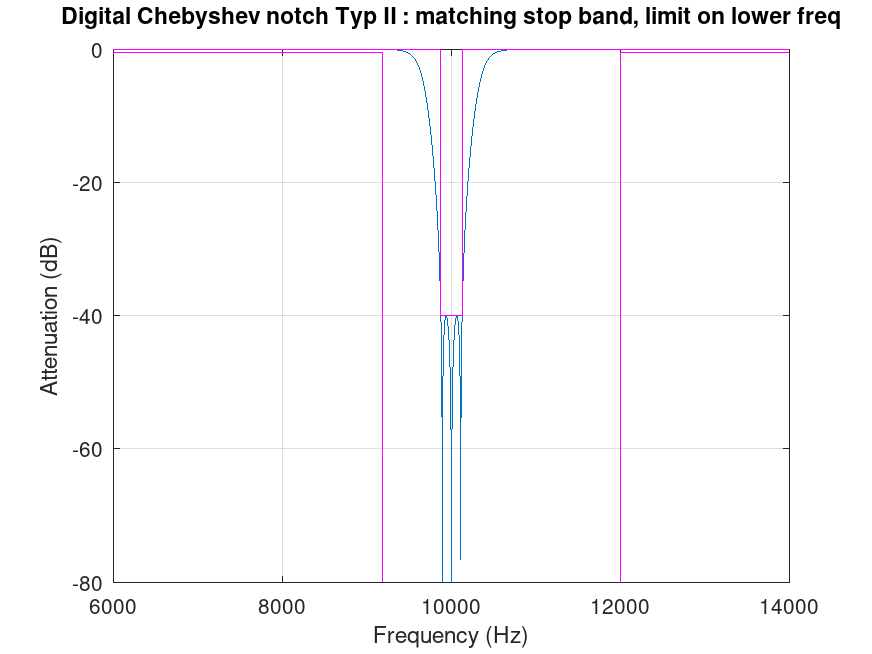 Digital Chebyshev notch Typ II : matching stop band, limit on lower freq
0
-20
-40
-60
-80
Attenuation (dB)
6000 8000 10000 12000 14000
Frequency (Hz)